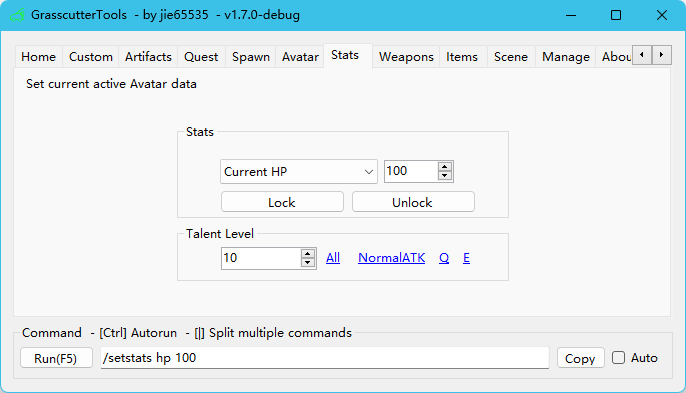 GrasscutterTools - by jie65535 - v1.7.0-debug
Home Custom Artifacts Quest Spawn Avatar Stats Weapons Items Scene Manage Abou
Set current active Avatar data
Stats
Current HP 100
Lock Unlock
Talent Level
10 All NormalATK Q E
Command - [Ctrl] Autorun - [|] Split multiple commands
Run(F5) /setstats hp 100 Copy Auto